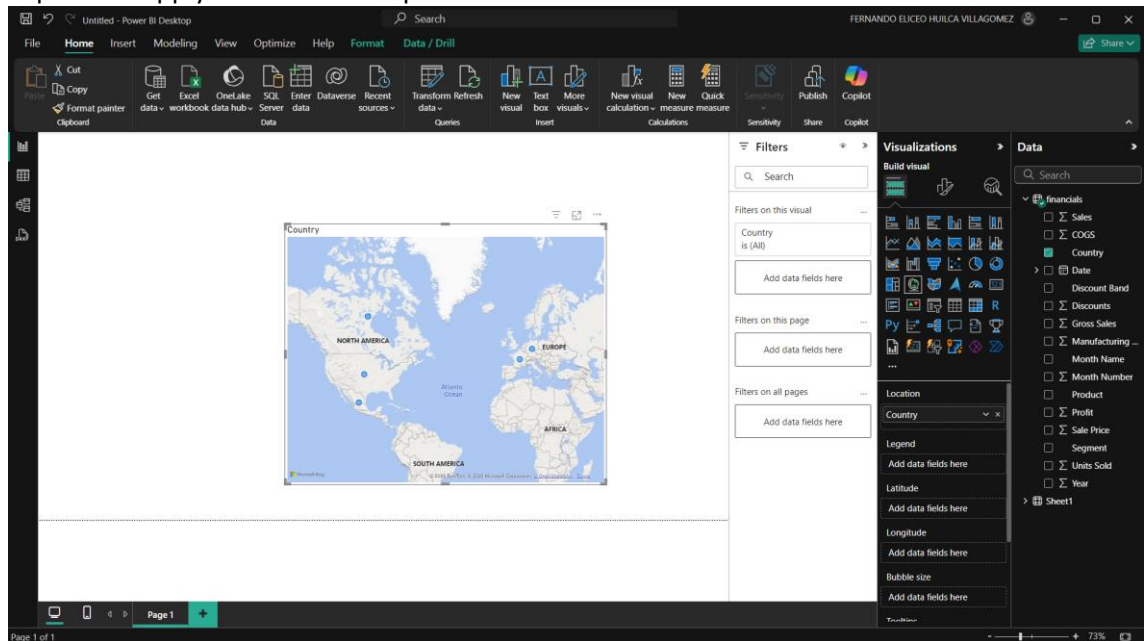 Untitled - Power BI Desktop
Search
FERNANDO ELICEO HUILCA VILLAGOMEZ
File Home Insert Modeling View Optimize Help Format Data / Drill
Share
Paste
Cut
Copy
Format painter
Clipboard
Get data
Excel workbook
OneLake data hub
SQL Server
Enter data
Dataverse
Recent sources
Data
Transform data
Refresh
Queries
New visual
Text box
More visuals
Insert
New visual calculation
New measure
Quick measure
Calculations
Sensitivity
Sensitivity
Publish
Share
Copilot
Copilot
Country
NORTH AMERICA
EUROPE
Atlantic
Ocean
AFRICA
SOUTH AMERICA
Microsoft Bing
Filters
Search
Filters on this visual
Country
is (All)
Add data fields here
Filters on this page
Add data fields here
Filters on all pages
Add data fields here
Visualizations
Build visual
R
Py
Location
Country
Legend
Add data fields here
Latitude
Add data fields here
Longitude
Add data fields here
Bubble size
Add data fields here
Data
Search
financials
Sales
COGS
Country
Date
Discount Band
Discounts
Gross Sales
Manufacturing ...
Month Name
Month Number
Product
Profit
Sale Price
Segment
Units Sold
Year
Sheet1
Page 1
Page 1 of 1
73%